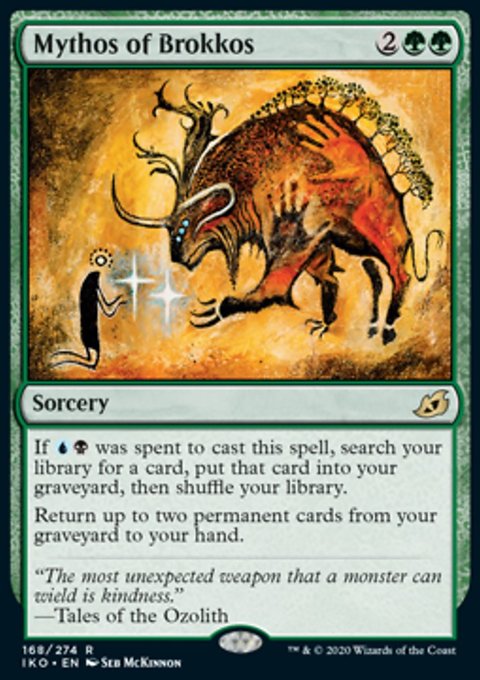 Mythos of Brokkos 2
Sorcery
If was spent to cast this spell, search your
library for a card, put that card into your
graveyard, then shuffle your library.
Return up to two permanent cards from your
graveyard to your hand.
“The most unexpected weapon that a monster can
wield is kindness.”
—Tales of the Ozolith
168/274 R
IKO • EN Seb McKinnon
™ & © 2020 Wizards of the Coast